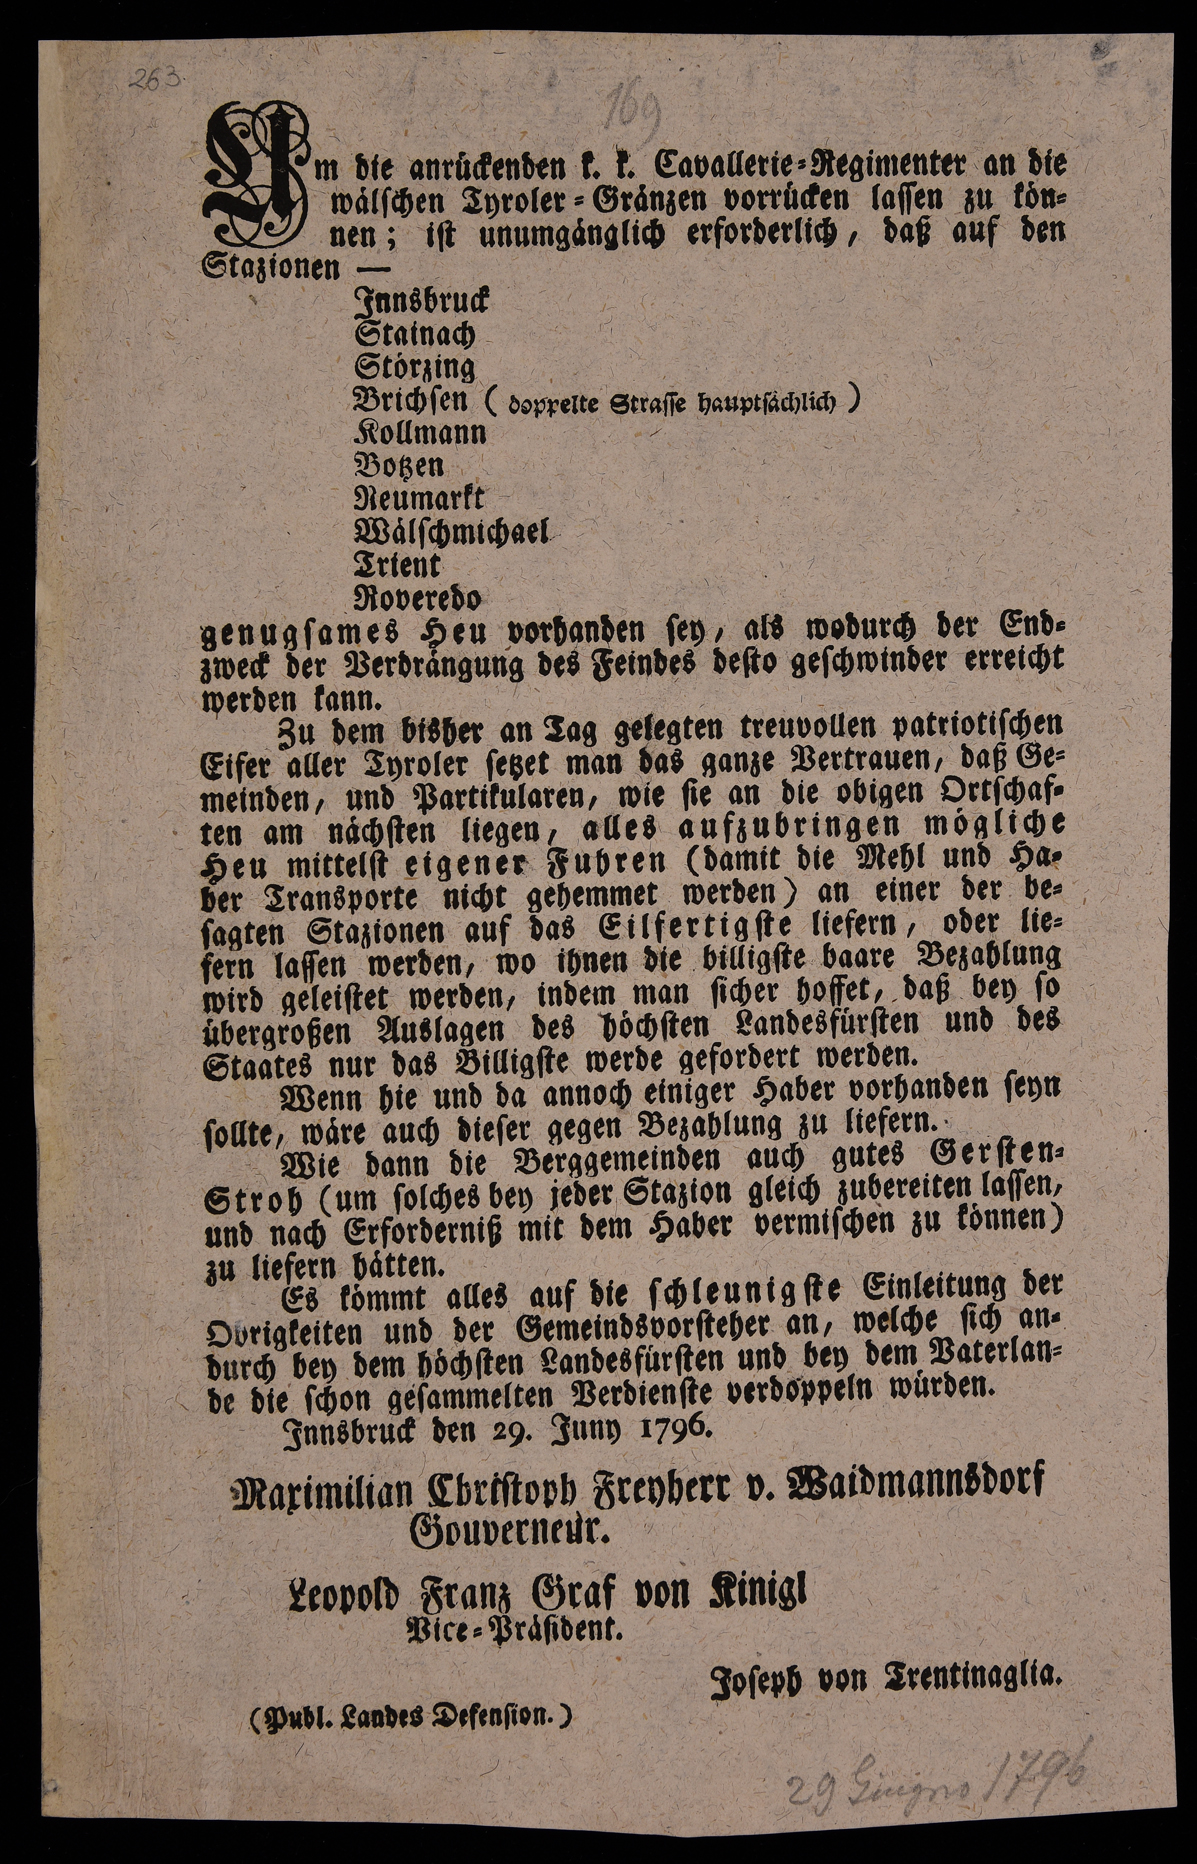 263.
169
Um die anrückenden k. k. Cavallerie=Regimenter an die
wälschen Tyroler=Gränzen vorrücken lassen zu kön=
nen; ist unumgänglich erforderlich, daß auf den
Stazionen —
Innsbruck
Stainach
Störzing
Brichsen ( doppelte Strasse hauptsächlich )
Kollmann
Botzen
Neumarkt
Wälschmichael
Trient
Roveredo
genugsames Heu vorhanden sey, als wodurch der End=
zweck der Verdrängung des Feindes desto geschwinder erreicht
werden kann.
Zu dem bisher an Tag gelegten treuvollen patriotischen
Eifer aller Tyroler setzet man das ganze Vertrauen, daß Ge=
meinden, und Partikularen, wie sie an die obigen Ortschaf=
ten am nächsten liegen, alles aufzubringen mögliche
Heu mittelst eigener Fuhren (damit die Mehl und Ha=
ber Transporte nicht gehemmet werden) an einer der be=
sagten Stazionen auf das Eilfertigste liefern, oder lie=
fern lassen werden, wo ihnen die billigste baare Bezahlung
wird geleistet werden, indem man sicher hoffet, daß bey so
übergroßen Auslagen des höchsten Landesfürsten und des
Staates nur das Billigste werde gefordert werden.
Wenn hie und da annoch einiger Haber vorhanden seyn
sollte, wäre auch dieser gegen Bezahlung zu liefern.
Wie dann die Berggemeinden auch gutes Gersten=
Stroh (um solches bey jeder Stazion gleich zubereiten lassen,
und nach Erforderniß mit dem Haber vermischen zu können)
zu liefern hätten.
Es kömmt alles auf die schleunigste Einleitung der
Obrigkeiten und der Gemeindsvorsteher an, welche sich an=
durch bey dem höchsten Landesfürsten und bey dem Vaterlan=
de die schon gesammelten Verdienste verdoppeln würden.
Innsbruck den 29. Juny 1796.
Maximilian Christoph Freyherr v. Waidmannsdorf
Gouverneur.
Leopold Franz Graf von Kinigl
Vice=Präsident.
Joseph von Trentinaglia.
(Publ. Landes Defension.)
29 Giugno 1796